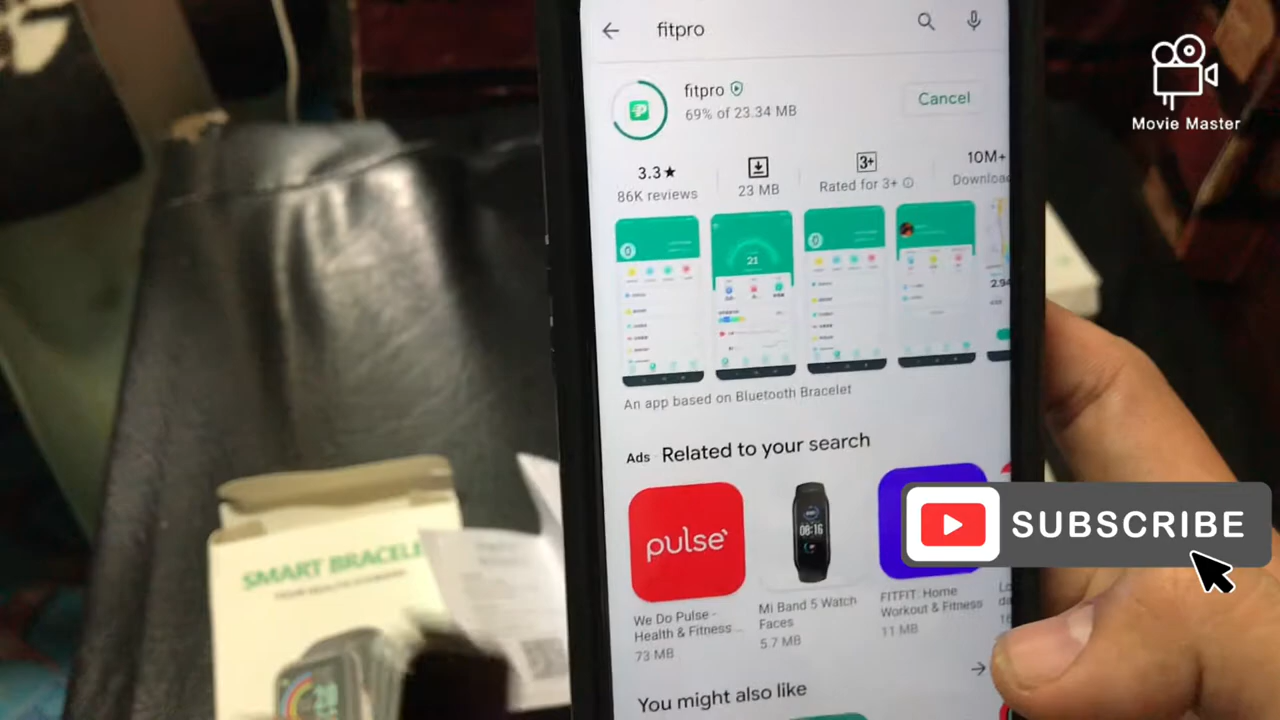 fitpro
fitpro
69% of 23.34 MB
Cancel
3.3★
86K reviews
23 MB
3+
Rated for 3+
10M+
21
An app based on Bluetooth Bracelet
Ads Related to your search
pulse
08:16
We Do Pulse -
Health & Fitness ...
73 MB
Mi Band 5 Watch
Faces
5.7 MB
FITFIT: Home
Workout & Fitness
11 MB
You might also like
SMART BRACELE
Movie Master
SUBSCRIBE